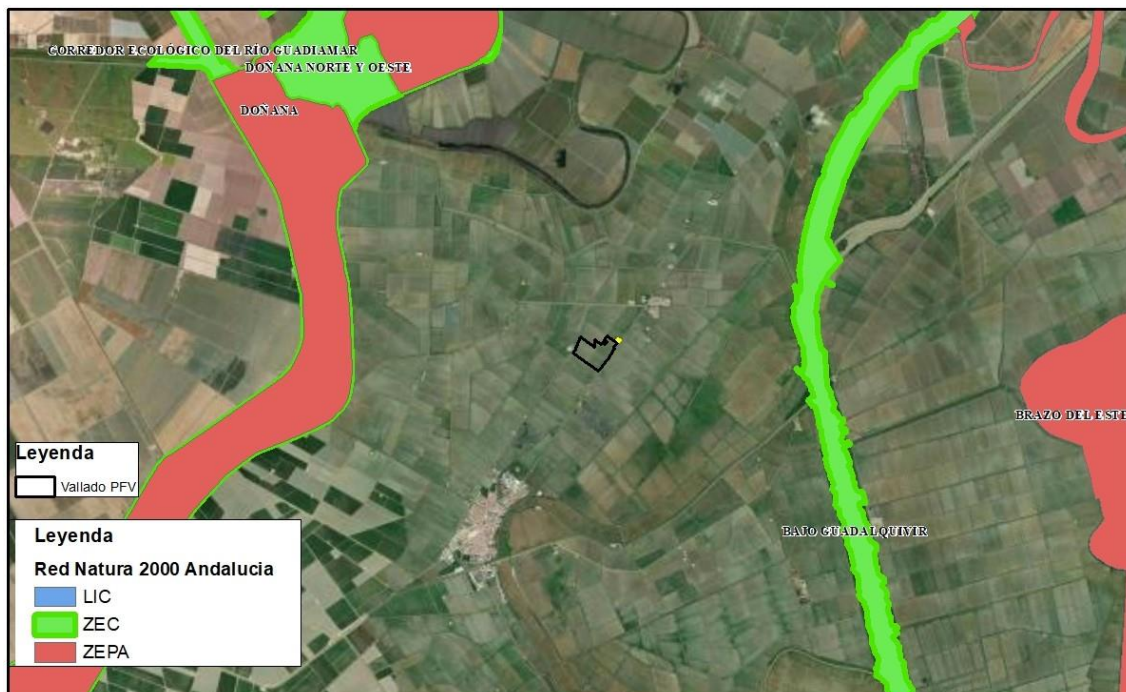 CORREDOR ECOLÓGICO DEL RÍO GUADIAMAR
DOÑANA NORTE Y OESTE
DOÑANA
BRAZO DEL ESTE
BAJO GUADALQUIVIR
Leyenda
Vallado PFV
Leyenda
Red Natura 2000 Andalucia
LIC
ZEC
ZEPA